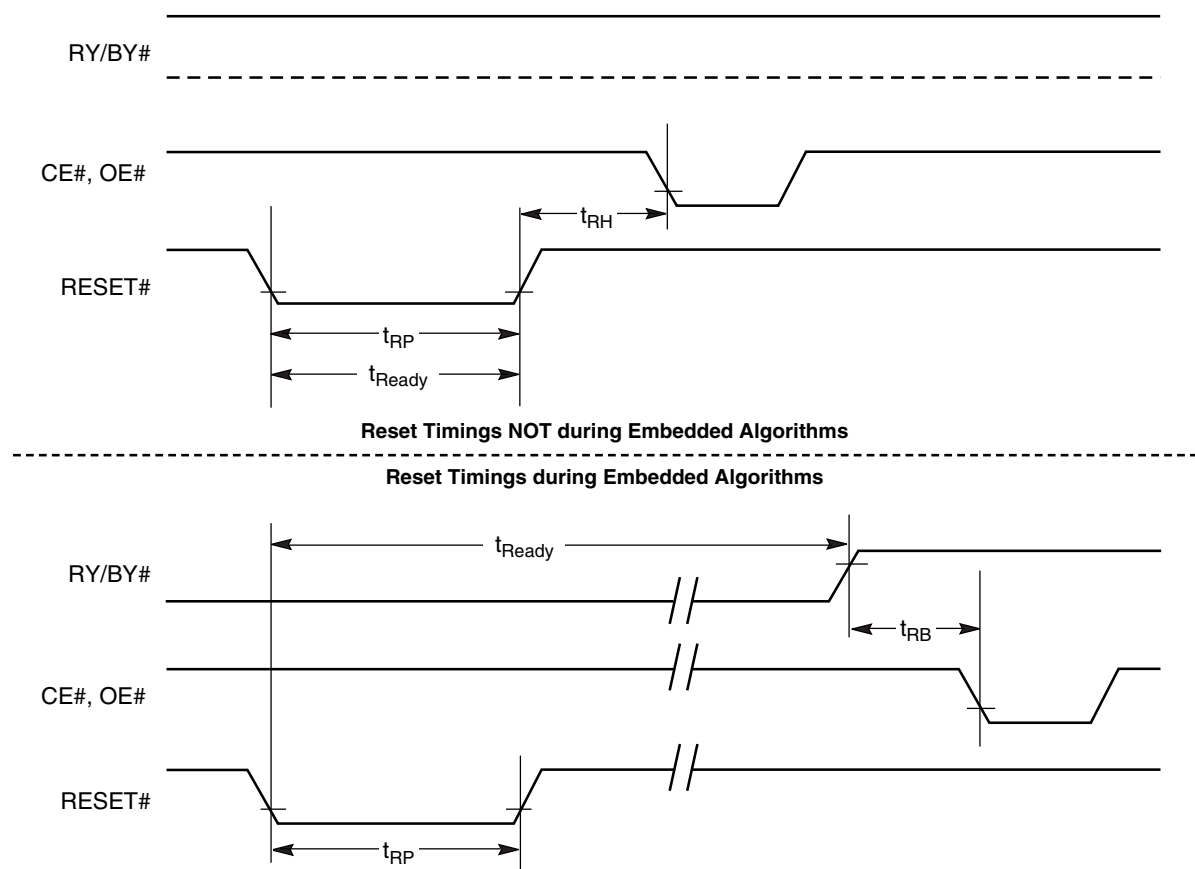 RY/BY#
CE#, OE#
tRH
RESET#
tRP
tReady
Reset Timings NOT during Embedded Algorithms
Reset Timings during Embedded Algorithms
tReady
RY/BY#
tRB
CE#, OE#
RESET#
tRP